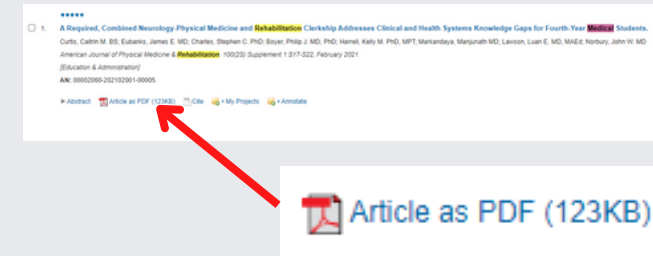 1. A Required, Combined Neurology-Physical Medicine and Rehabilitation Clerkship Addresses Clinical and Health Systems Knowledge Gaps for Fourth-Year Medical Students.
Curtis, Caitrin M. BS; Eubanks, James E. MD; Charles, Stephen C. PhD; Boyer, Philip J. MD, PhD; Harrell, Kelly M. PhD, MPT; Markandaya, Manjunath MD; Lawson, Luan E. MD, MAEd; Norbury, John W. MD
American Journal of Physical Medicine & Rehabilitation. 100(2S) Supplement 1:S17-S22, February 2021.
[Education & Administration]
AN: 00002060-202102001-00005.
Abstract Article as PDF (123KB) Cite + My Projects + Annotate
Article as PDF (123KB)